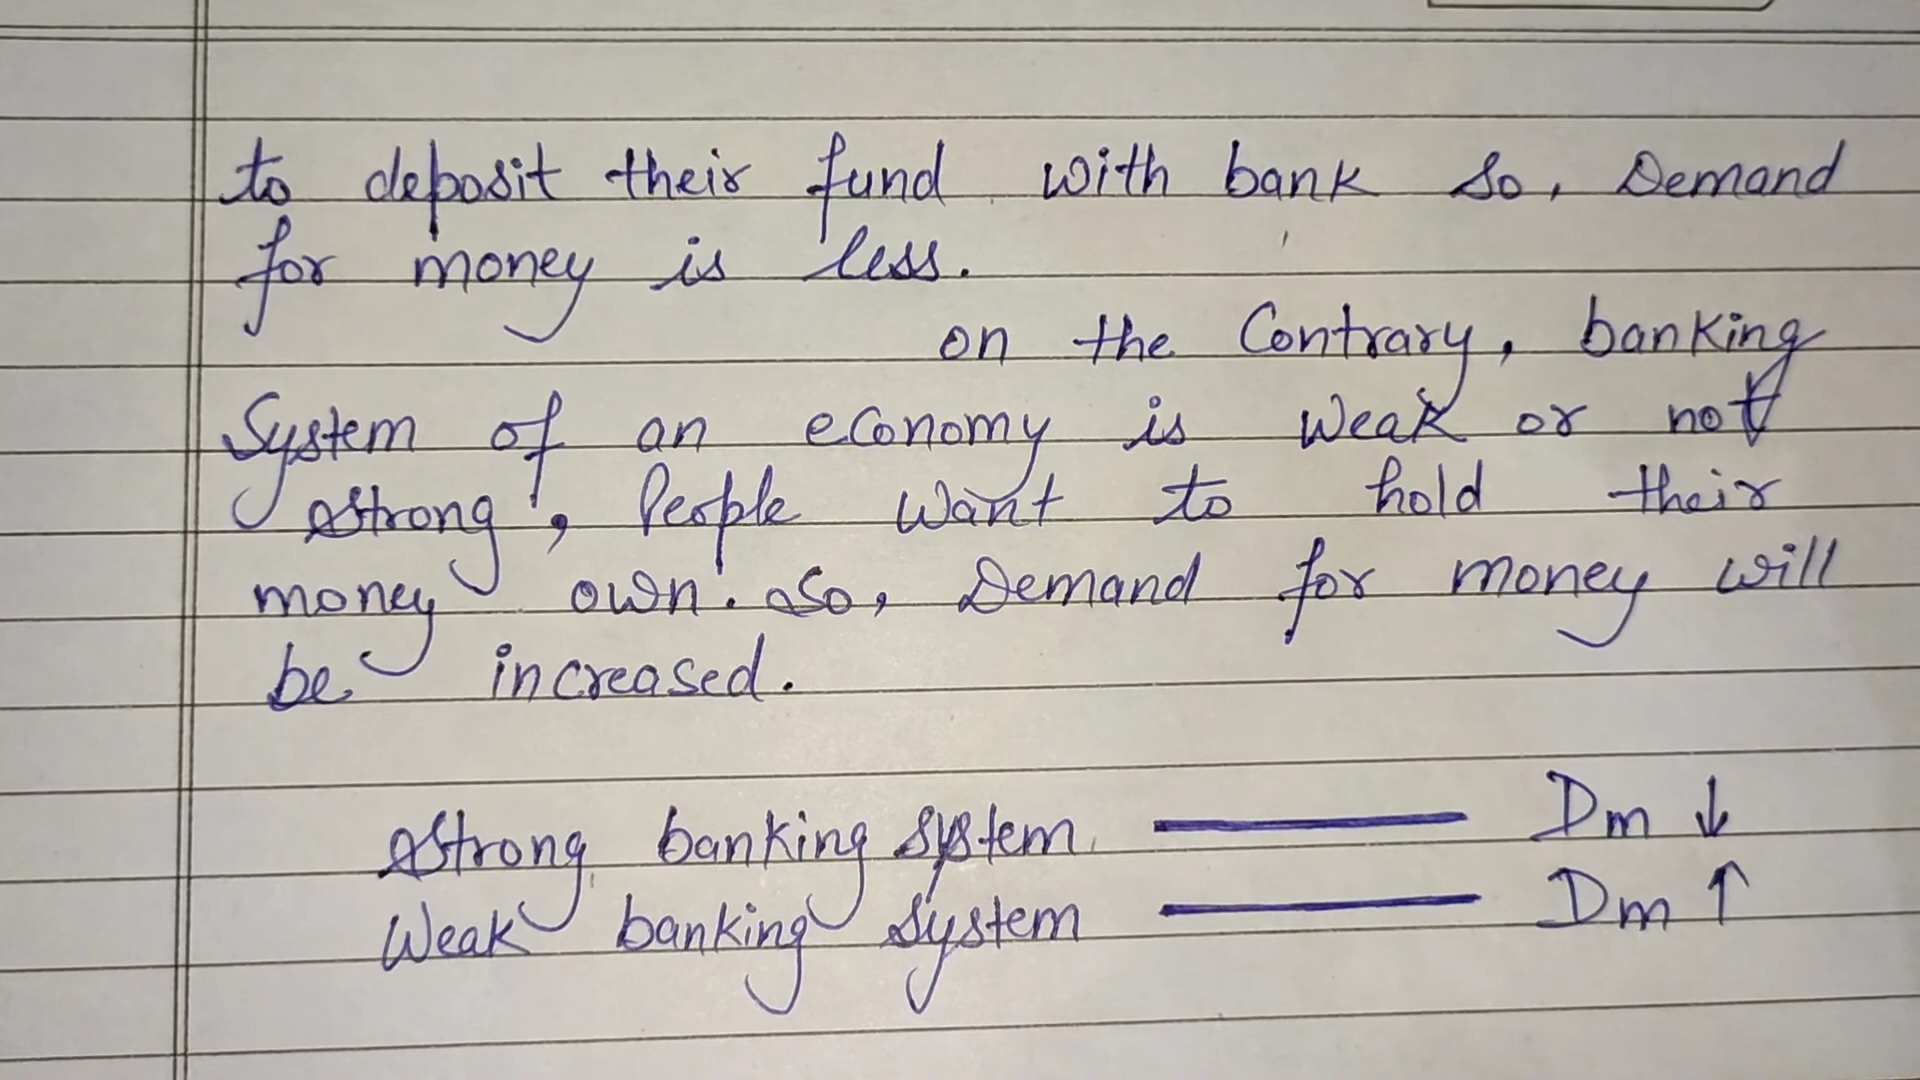 to deposit their fund with bank so, Demand
for money is less.
on the Contrary, banking
System of an economy is weak or not
strong, People want to hold their
money own. So, Demand for money will
be increased.
Strong banking system — Dm ↓
Weak banking system — Dm ↑